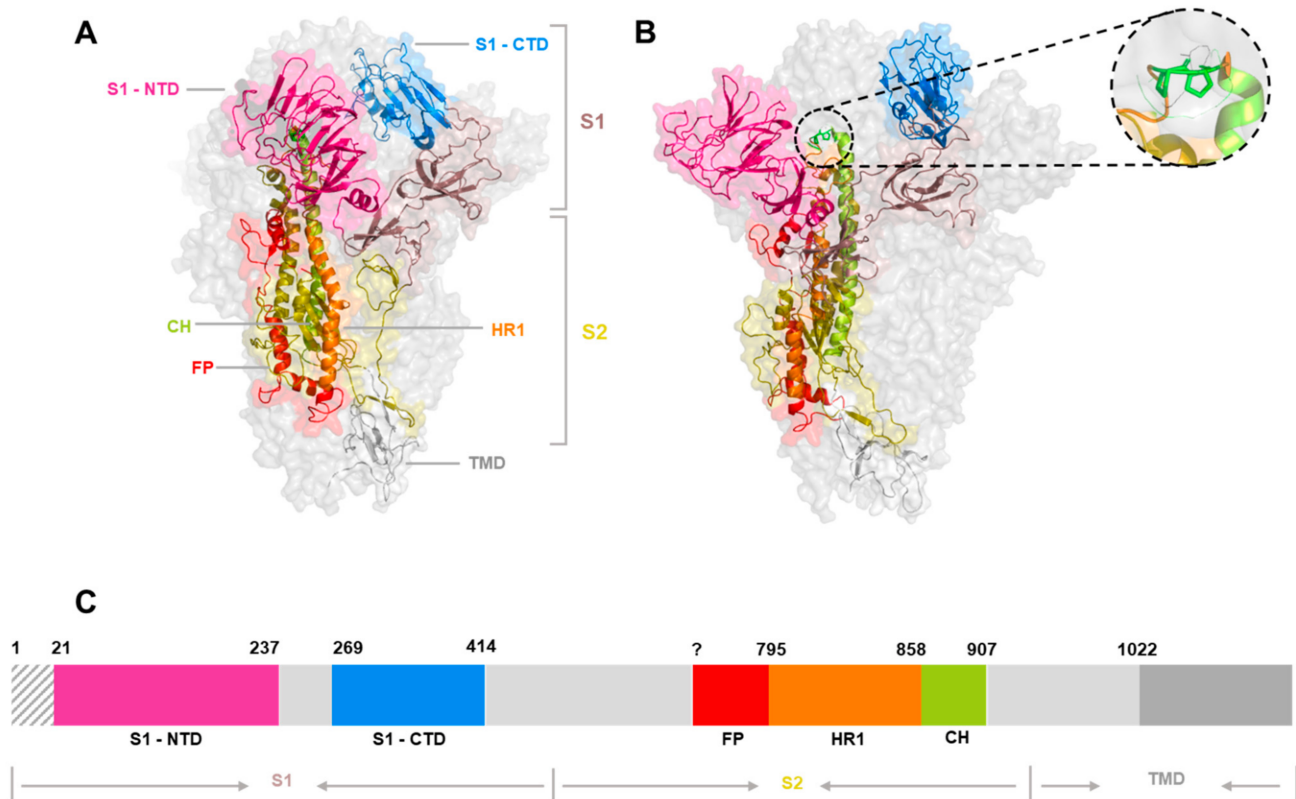 A
S1 - CTD
S1 - NTD
S1
CH
HR1
S2
FP
TMD
B
C
1 21 237 269 414 ? 795 858 907 1022
S1 - NTD S1 - CTD FP HR1 CH
S1 S2 TMD